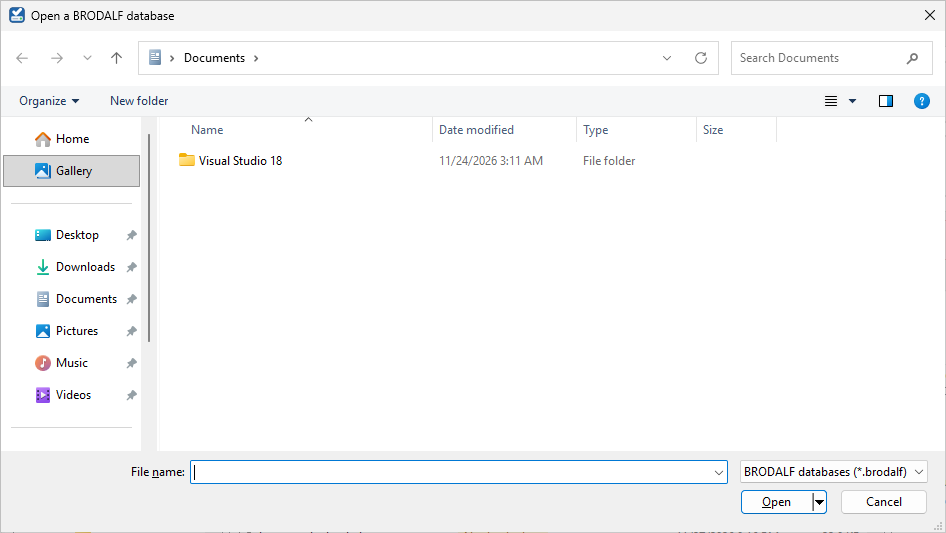 Open a BRODALF database
Documents
Search Documents
Organize
New folder
Name
Date modified
Type
Size
Home
Gallery
Visual Studio 18
11/24/2026 3:11 AM
File folder
Desktop
Downloads
Documents
Pictures
Music
Videos
File name:
BRODALF databases (*.brodalf)
Open
Cancel